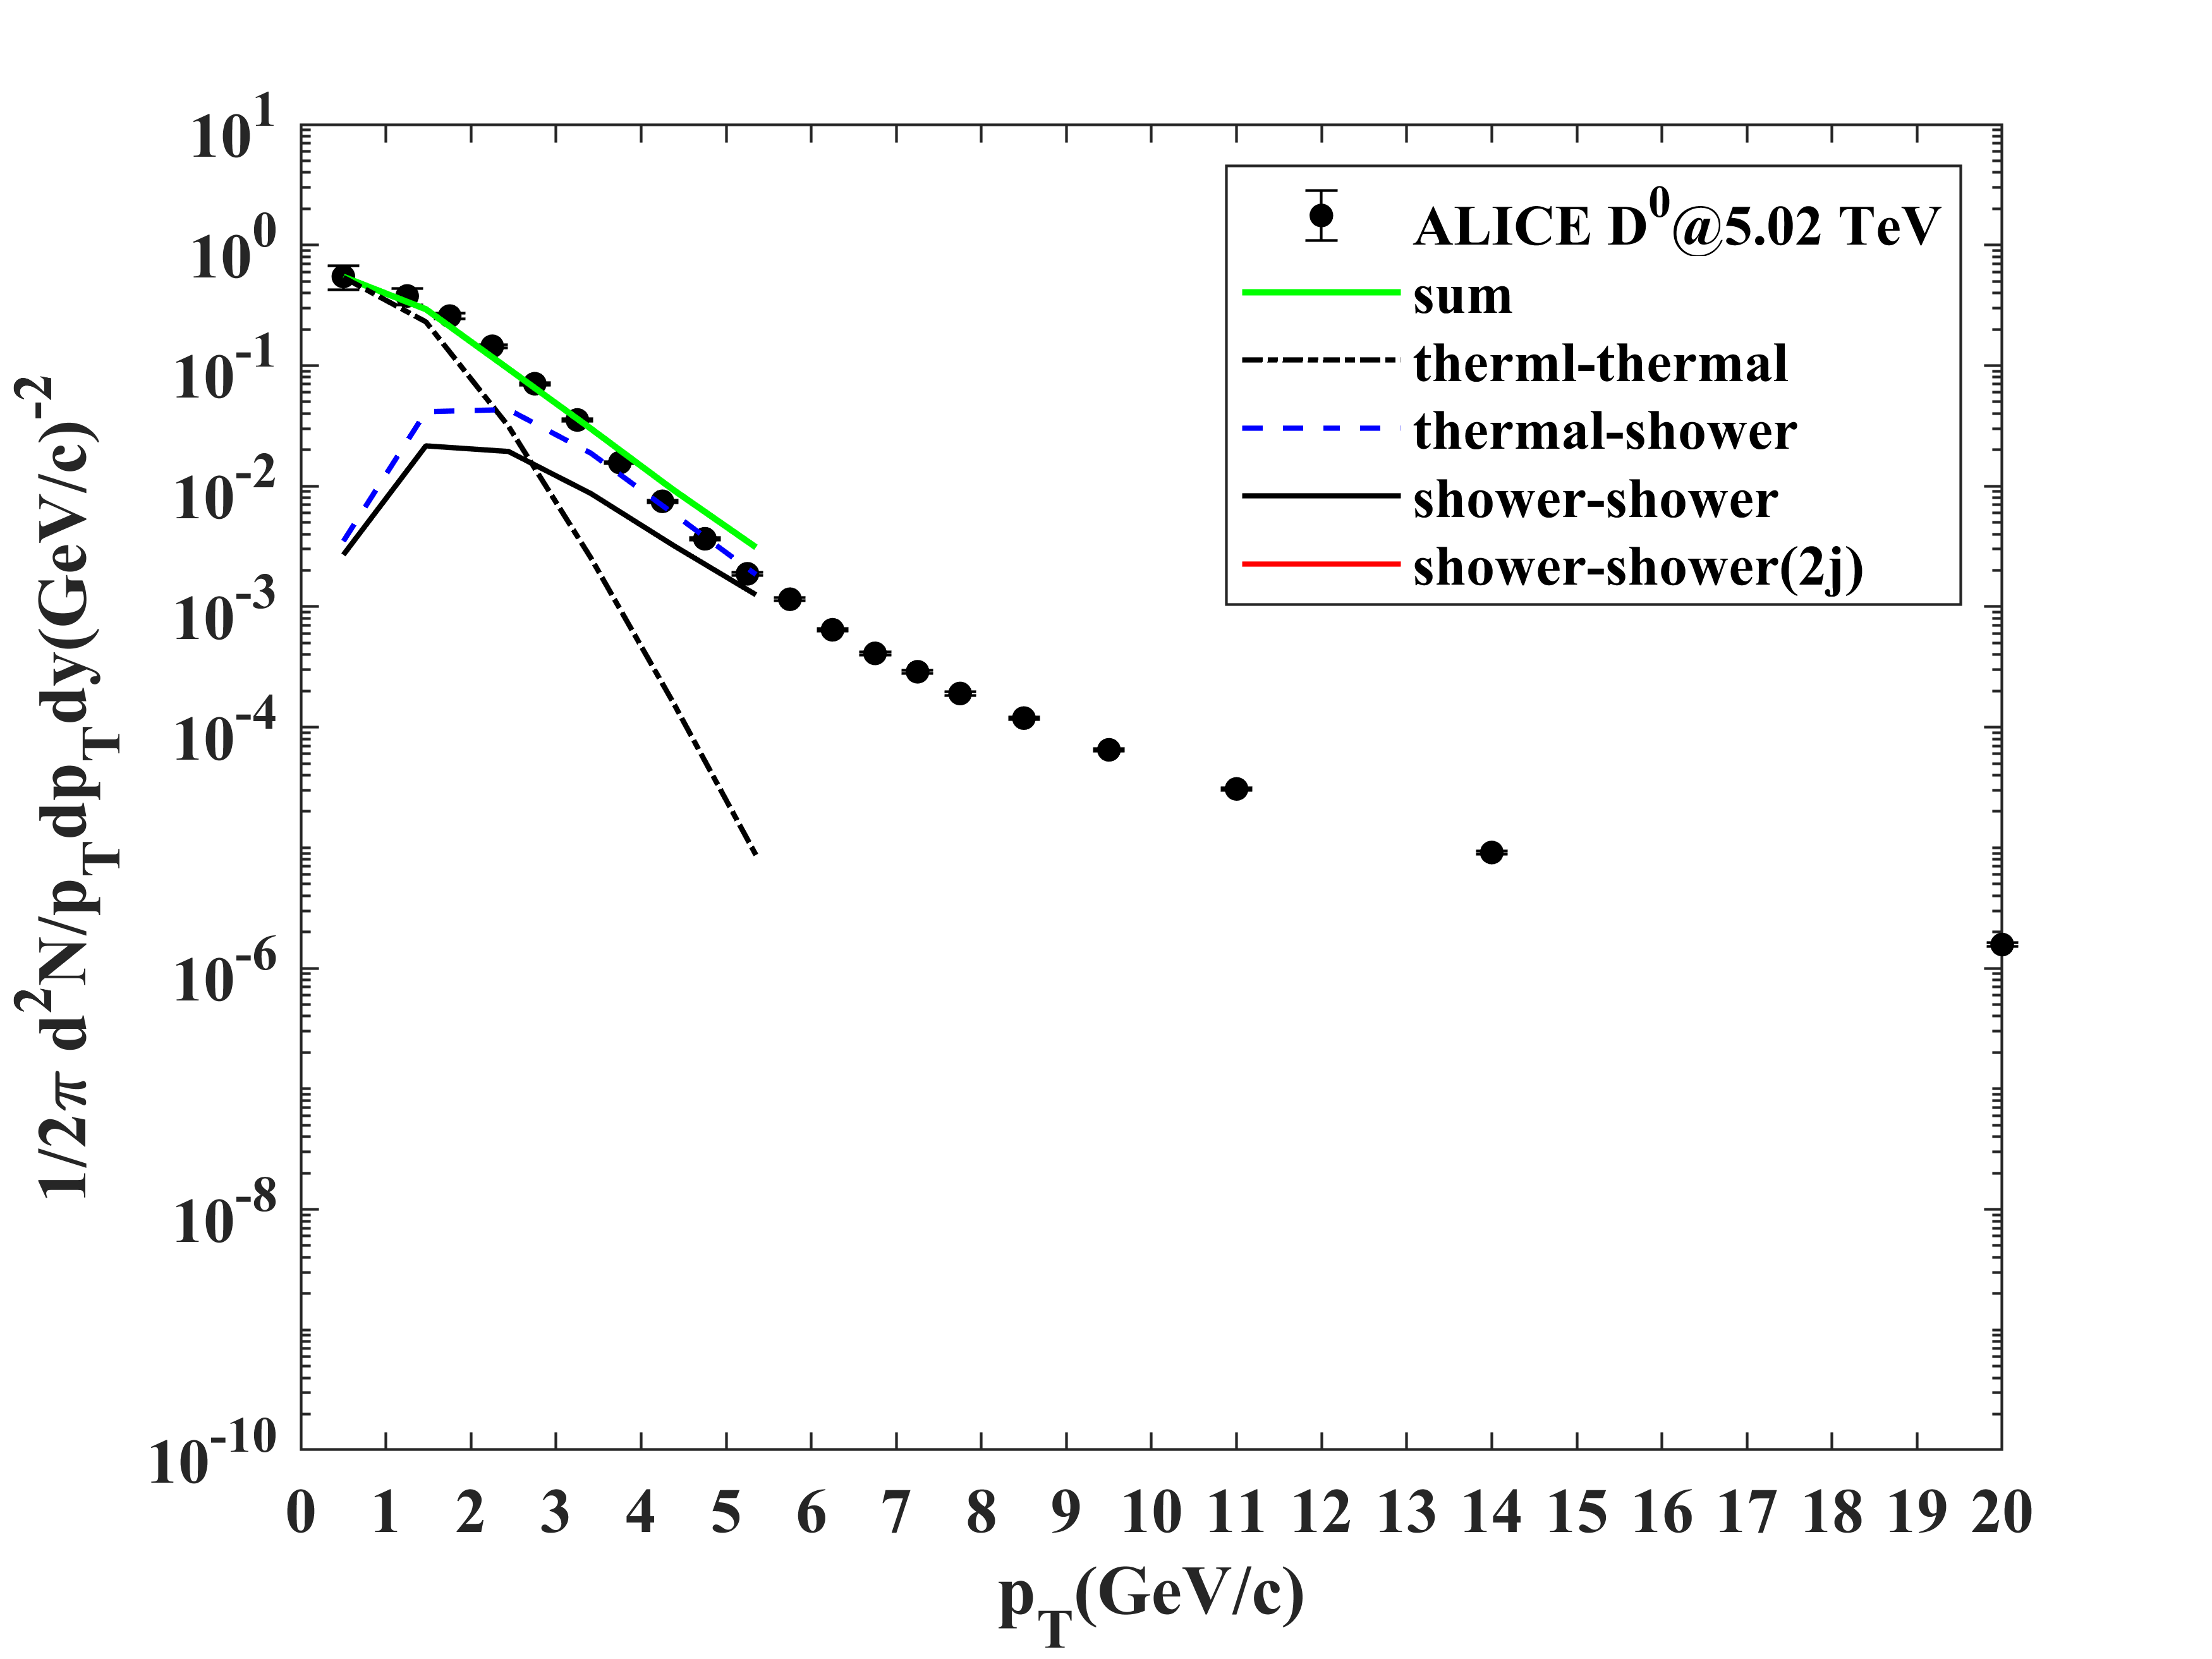 10^1
10^0
10^-1
10^-2
10^-3
10^-4
10^-6
10^-8
10^-10
1/2π d^2N/p_Tdp_Tdy(GeV/c)^-2
ALICE D^0@5.02 TeV
sum
therml-thermal
thermal-shower
shower-shower
shower-shower(2j)
0 1 2 3 4 5 6 7 8 9 10 11 12 13 14 15 16 17 18 19 20
p_T(GeV/c)